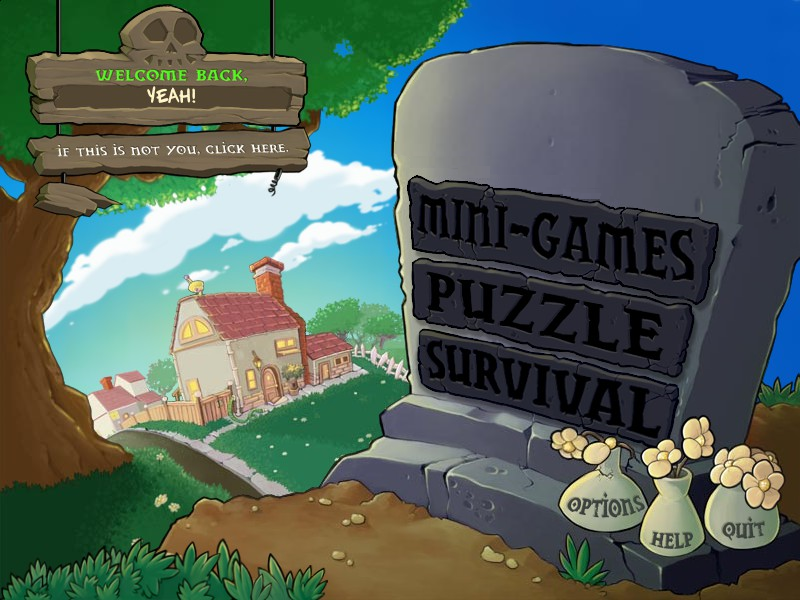 WELCOME BACK,
YEAH!
IF THIS IS NOT YOU, CLICK HERE.
MINI-GAMES
PUZZLE
SURVIVAL
OPTIONS
HELP
QUIT